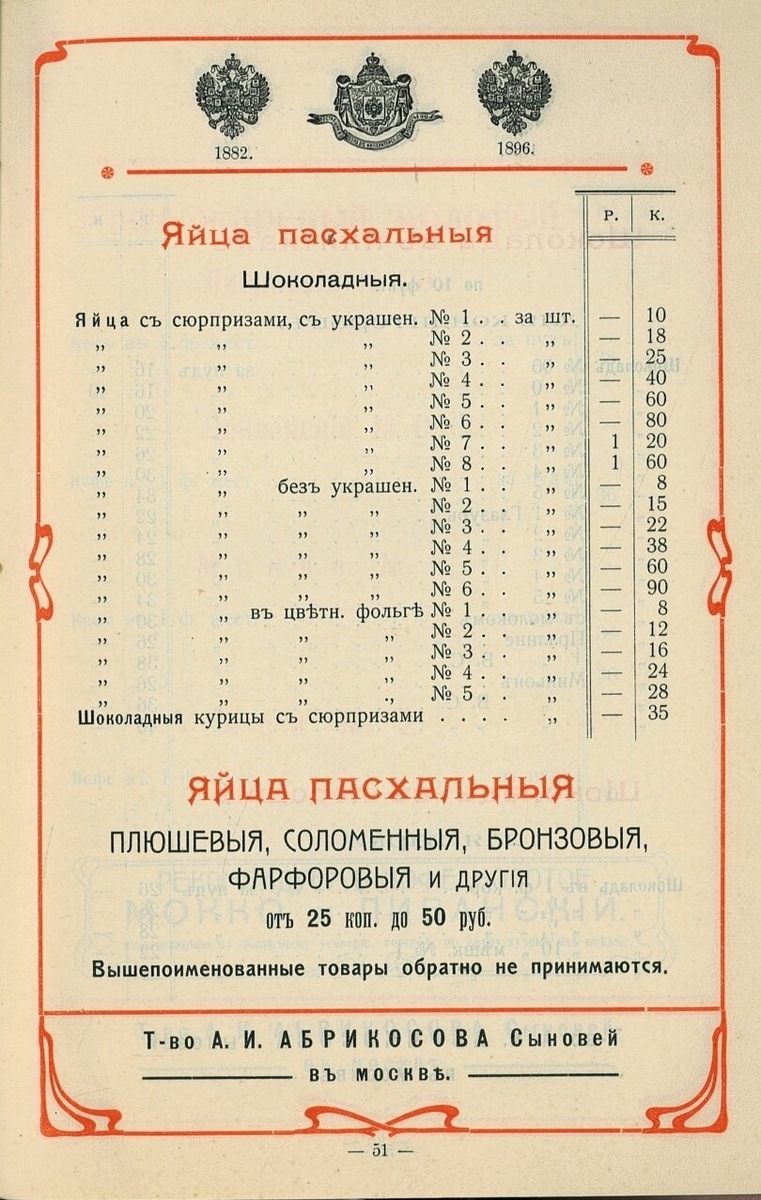 1882. 1896.
Р. К.
Яйца пасхальныя
Шоколадныя.
Яйца съ сюрпризами, съ украшен. № 1 . . за шт. — 10
„ „ „ № 2 . . „ — 18
„ „ „ № 3 . . „ — 25
„ „ „ № 4 . . „ — 40
„ „ „ № 5 . . „ — 60
„ „ „ № 6 . . „ — 80
„ „ „ № 7 . . „ 1 20
„ „ „ № 8 . . „ 1 60
„ „ безъ украшен. № 1 . . „ — 8
„ „ „ „ № 2 . . „ — 15
„ „ „ „ № 3 . . „ — 22
„ „ „ „ № 4 . . „ — 38
„ „ „ „ № 5 . . „ — 60
„ „ „ „ № 6 . . „ — 90
„ „ въ цвѣтн. фольгѣ № 1 . . „ — 8
„ „ „ „ № 2 . . „ — 12
„ „ „ „ № 3 . . „ — 16
„ „ „ „ № 4 . . „ — 24
„ „ „ „ № 5 . . „ — 28
Шоколадныя курицы съ сюрпризами . . . . „ — 35
ЯЙЦА ПАСХАЛЬНЫЯ
ПЛЮШЕВЫЯ, СОЛОМЕННЫЯ, БРОНЗОВЫЯ,
ФАРФОРОВЫЯ И ДРУГІЯ
отъ 25 коп. до 50 руб.
Вышепоименованные товары обратно не принимаются.
Т-во А. И. АБРИКОСОВА Сыновей
ВЪ МОСКВѢ.
— 51 —